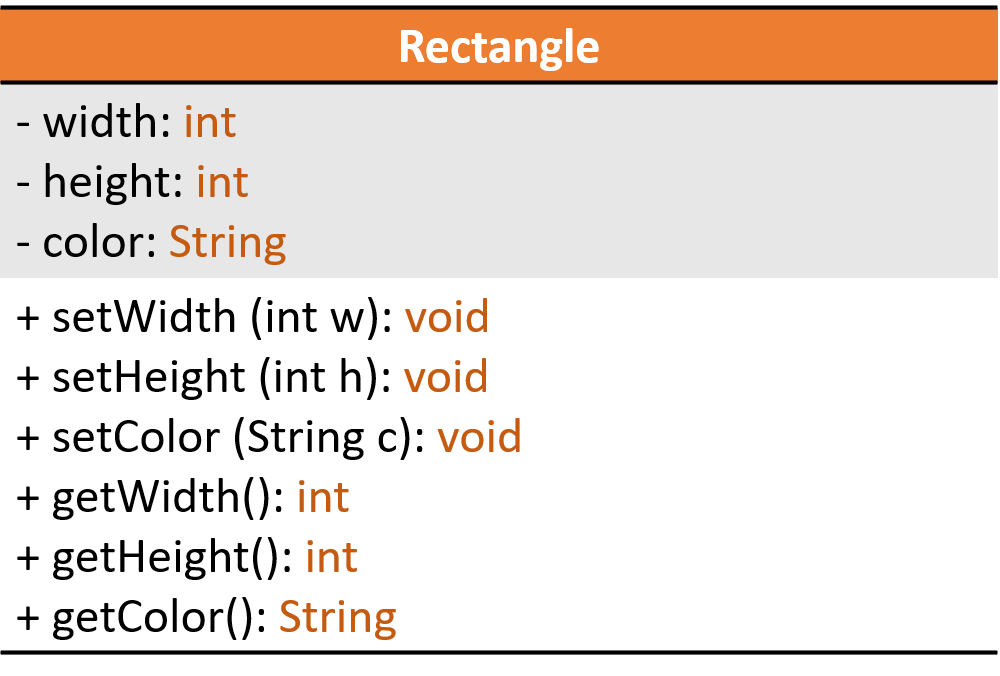 Rectangle
- width: int
- height: int
- color: String
+ setWidth (int w): void
+ setHeight (int h): void
+ setColor (String c): void
+ getWidth(): int
+ getHeight(): int
+ getColor(): String